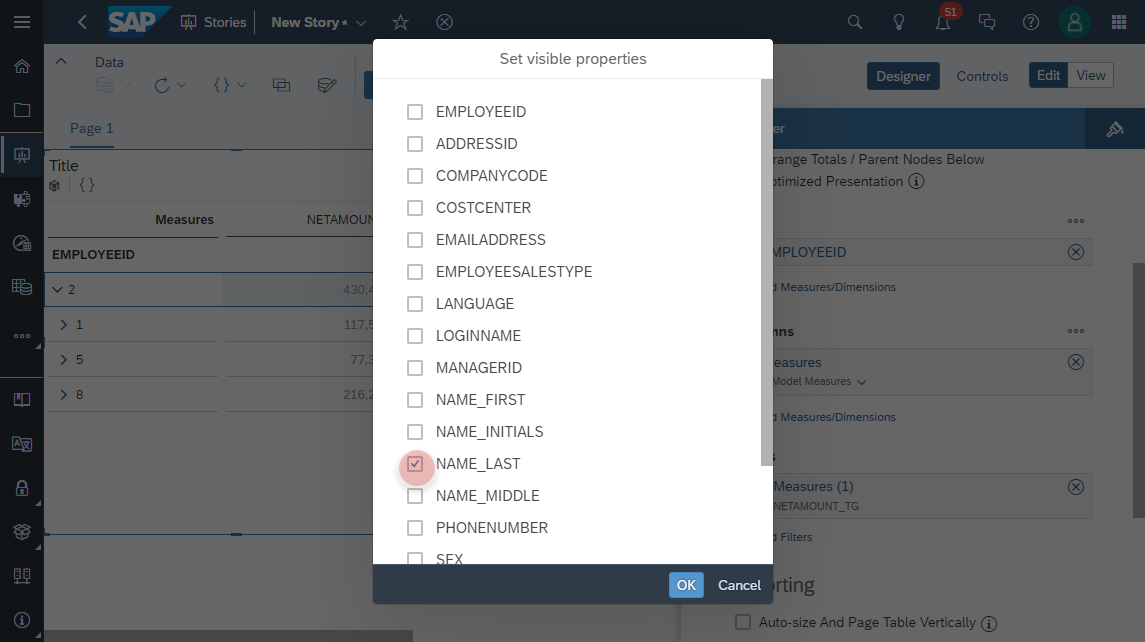 SAP Stories New Story * 51
Data
Designer Controls Edit View
Page 1
er
Title
range Totals / Parent Nodes Below
ptimized Presentation
Measures NETAMOUN
EMPLOYEEID
2 430,4
1 117,5
5 77,3
8 216,2
MPLOYEEID
d Measures/Dimensions
nns
easures
Model Measures
d Measures/Dimensions
s
Measures (1)
NETAMOUNT_TG
d Filters
rting
Auto-size And Page Table Vertically
Set visible properties
EMPLOYEEID
ADDRESSID
COMPANYCODE
COSTCENTER
EMAILADDRESS
EMPLOYEESALESTYPE
LANGUAGE
LOGINNAME
MANAGERID
NAME_FIRST
NAME_INITIALS
NAME_LAST
NAME_MIDDLE
PHONENUMBER
SEX
OK Cancel